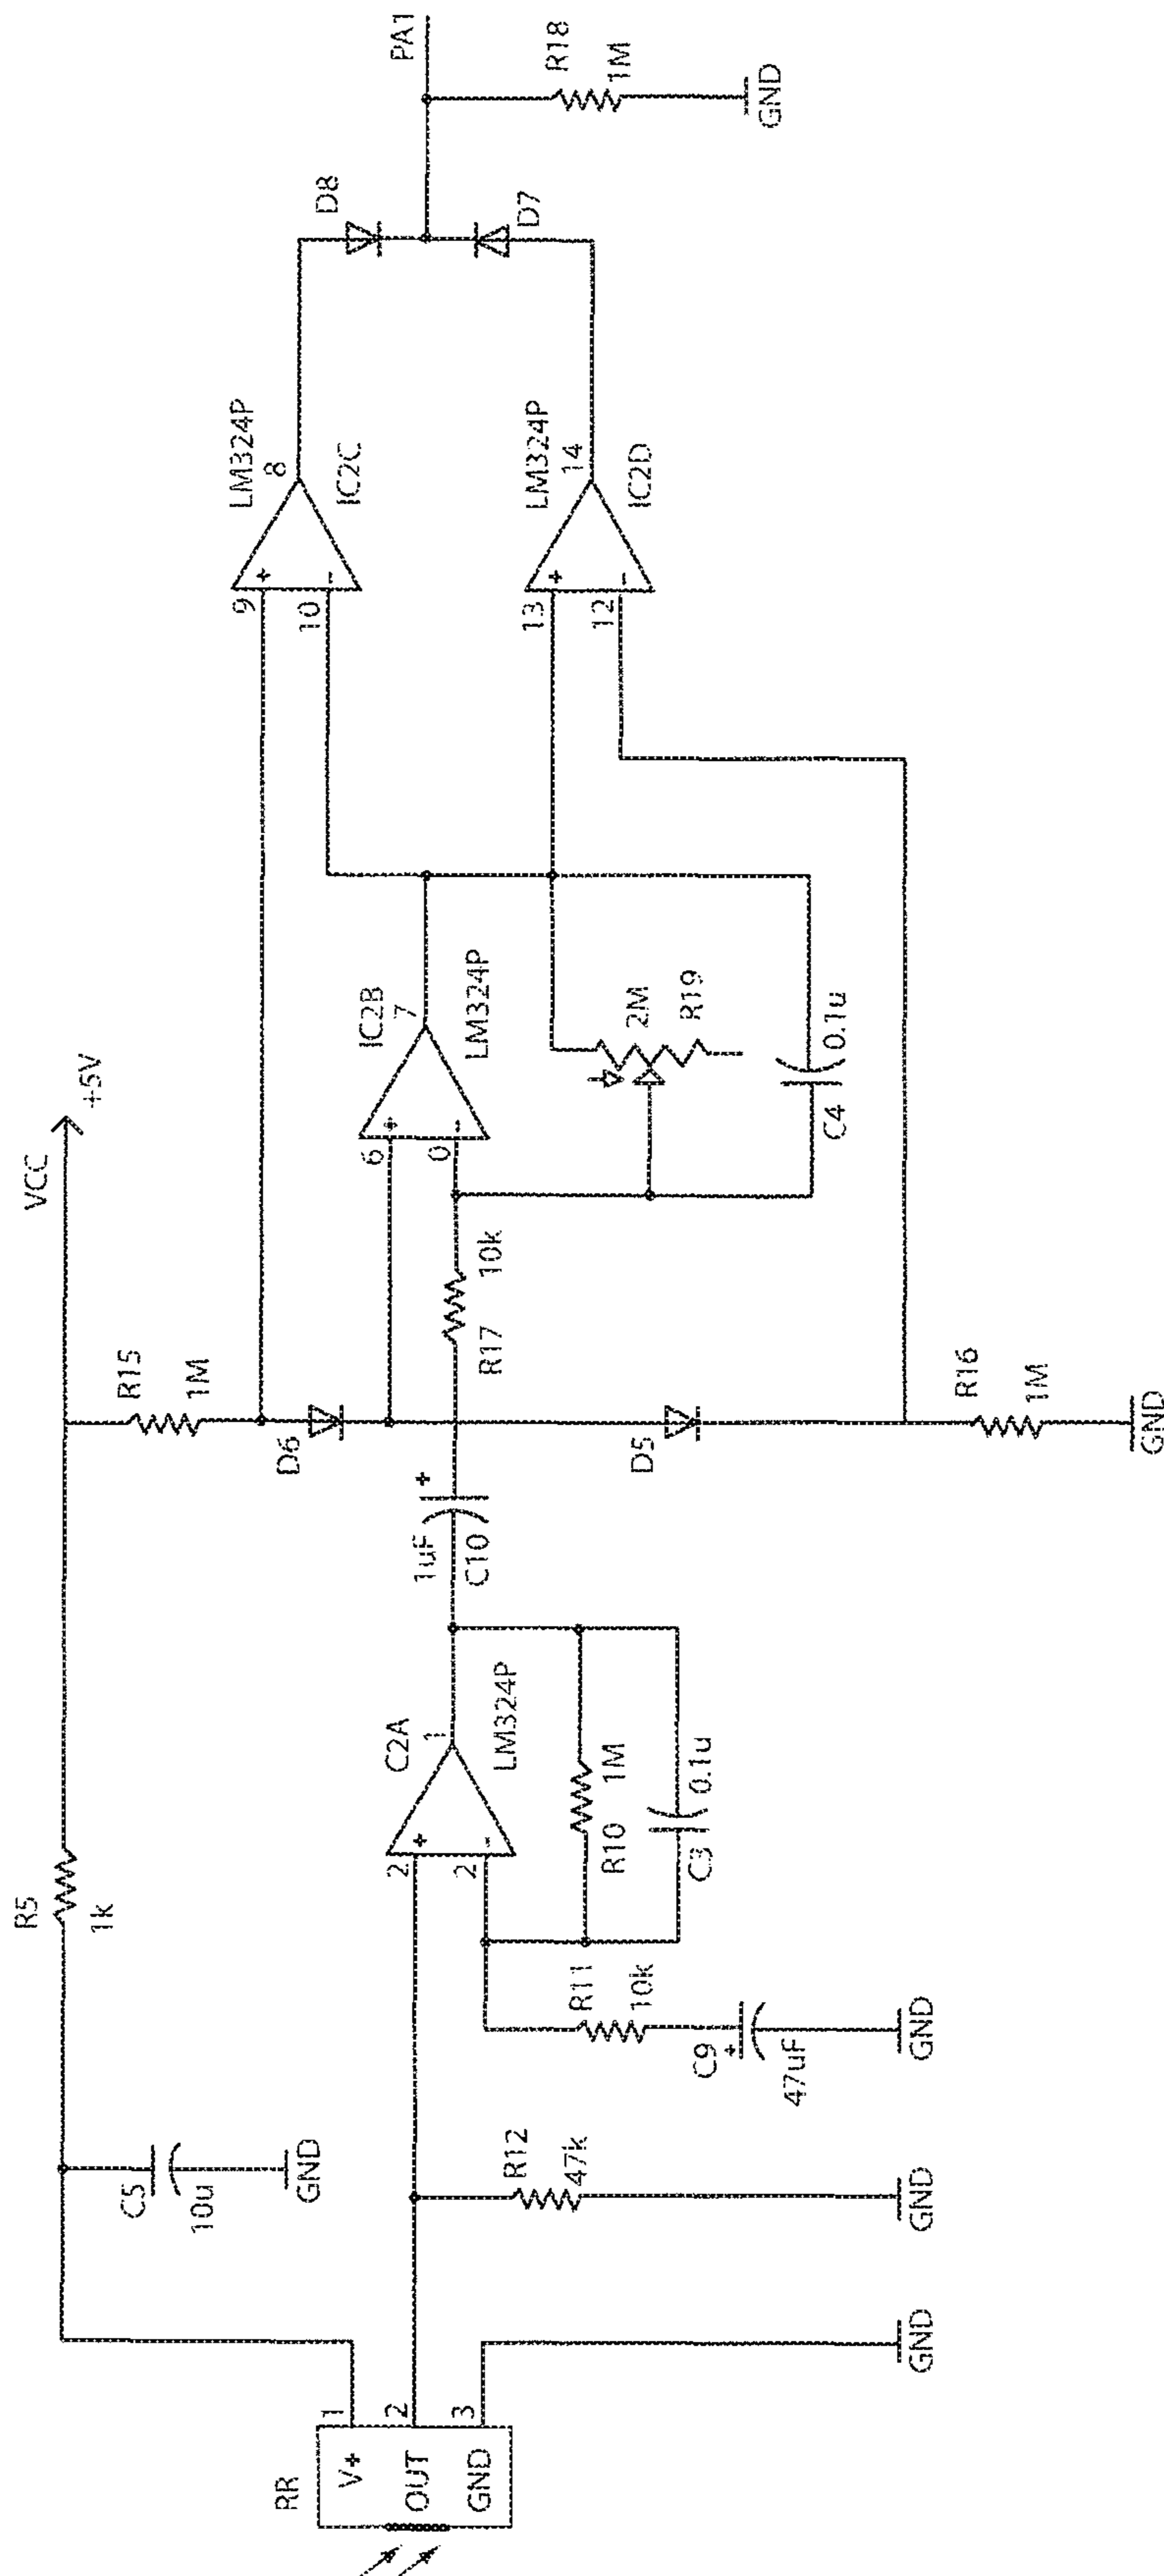 RR
V+
OUT
GND
1
2
3
GND
C5
10u
GND
R5
1k
R12
47k
GND
R11
10k
C9
+
47uF
GND
2
2
+
-
C2A
1
LM324P
R10
1M
C3
0.1u
1uF
+
C10
VCC
+5V
R15
1M
D6
D5
R16
1M
GND
R17
10k
6
0
+
-
IC2B
7
LM324P
2M
R19
C4
0.1u
9
10
+
-
LM324P
8
IC2C
13
12
+
-
LM324P
14
IC2D
D8
D7
PA1
R18
1M
GND